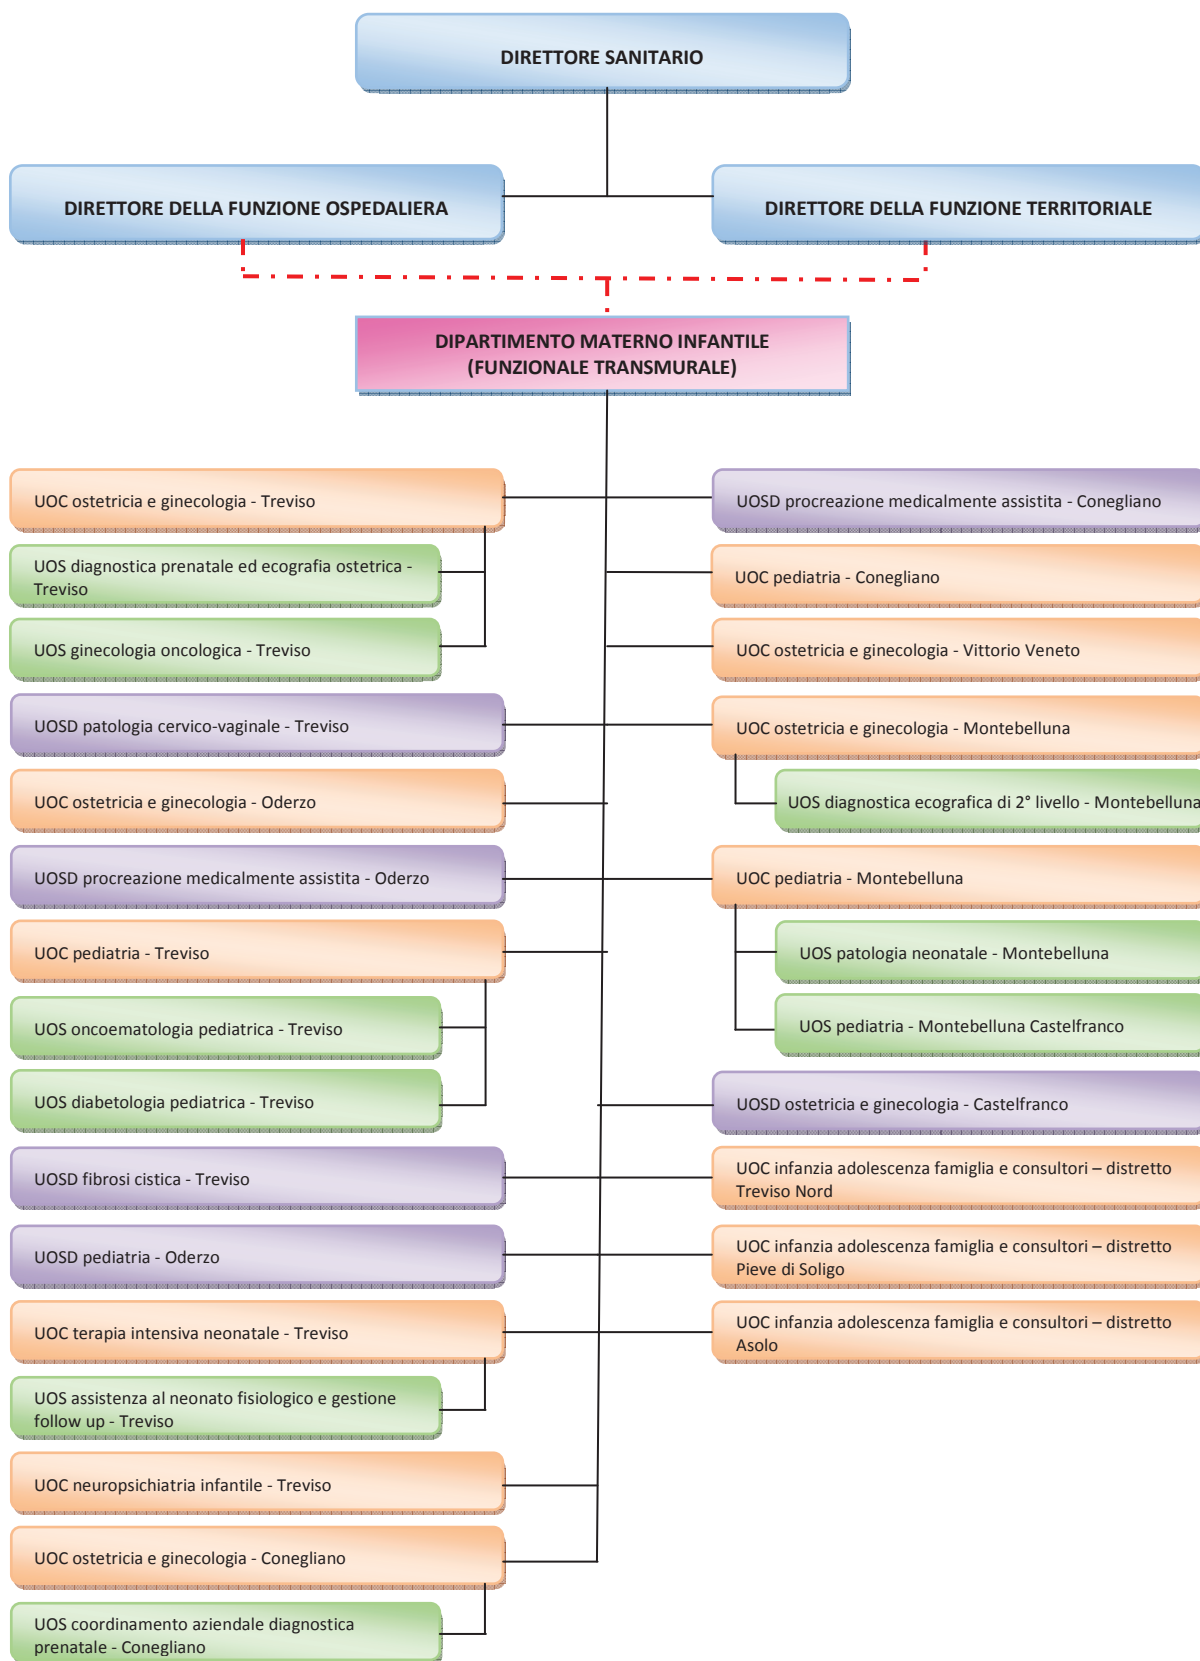 DIRETTORE SANITARIO
DIRETTORE DELLA FUNZIONE OSPEDALIERA
DIRETTORE DELLA FUNZIONE TERRITORIALE
DIPARTIMENTO MATERNO INFANTILE
(FUNZIONALE TRANSMURALE)
UOC ostetricia e ginecologia - Treviso
UOS diagnostica prenatale ed ecografia ostetrica -
Treviso
UOS ginecologia oncologica - Treviso
UOSD patologia cervico-vaginale - Treviso
UOC ostetricia e ginecologia - Oderzo
UOSD procreazione medicalmente assistita - Oderzo
UOC pediatria - Treviso
UOS oncoematologia pediatrica - Treviso
UOS diabetologia pediatrica - Treviso
UOSD fibrosi cistica - Treviso
UOSD pediatria - Oderzo
UOC terapia intensiva neonatale - Treviso
UOS assistenza al neonato fisiologico e gestione
follow up - Treviso
UOC neuropsichiatria infantile - Treviso
UOC ostetricia e ginecologia - Conegliano
UOS coordinamento aziendale diagnostica
prenatale - Conegliano
UOSD procreazione medicalmente assistita - Conegliano
UOC pediatria - Conegliano
UOC ostetricia e ginecologia - Vittorio Veneto
UOC ostetricia e ginecologia - Montebelluna
UOS diagnostica ecografica di 2° livello - Montebelluna
UOC pediatria - Montebelluna
UOS patologia neonatale - Montebelluna
UOS pediatria - Montebelluna Castelfranco
UOSD ostetricia e ginecologia - Castelfranco
UOC infanzia adolescenza famiglia e consultori – distretto
Treviso Nord
UOC infanzia adolescenza famiglia e consultori – distretto
Pieve di Soligo
UOC infanzia adolescenza famiglia e consultori – distretto
Asolo